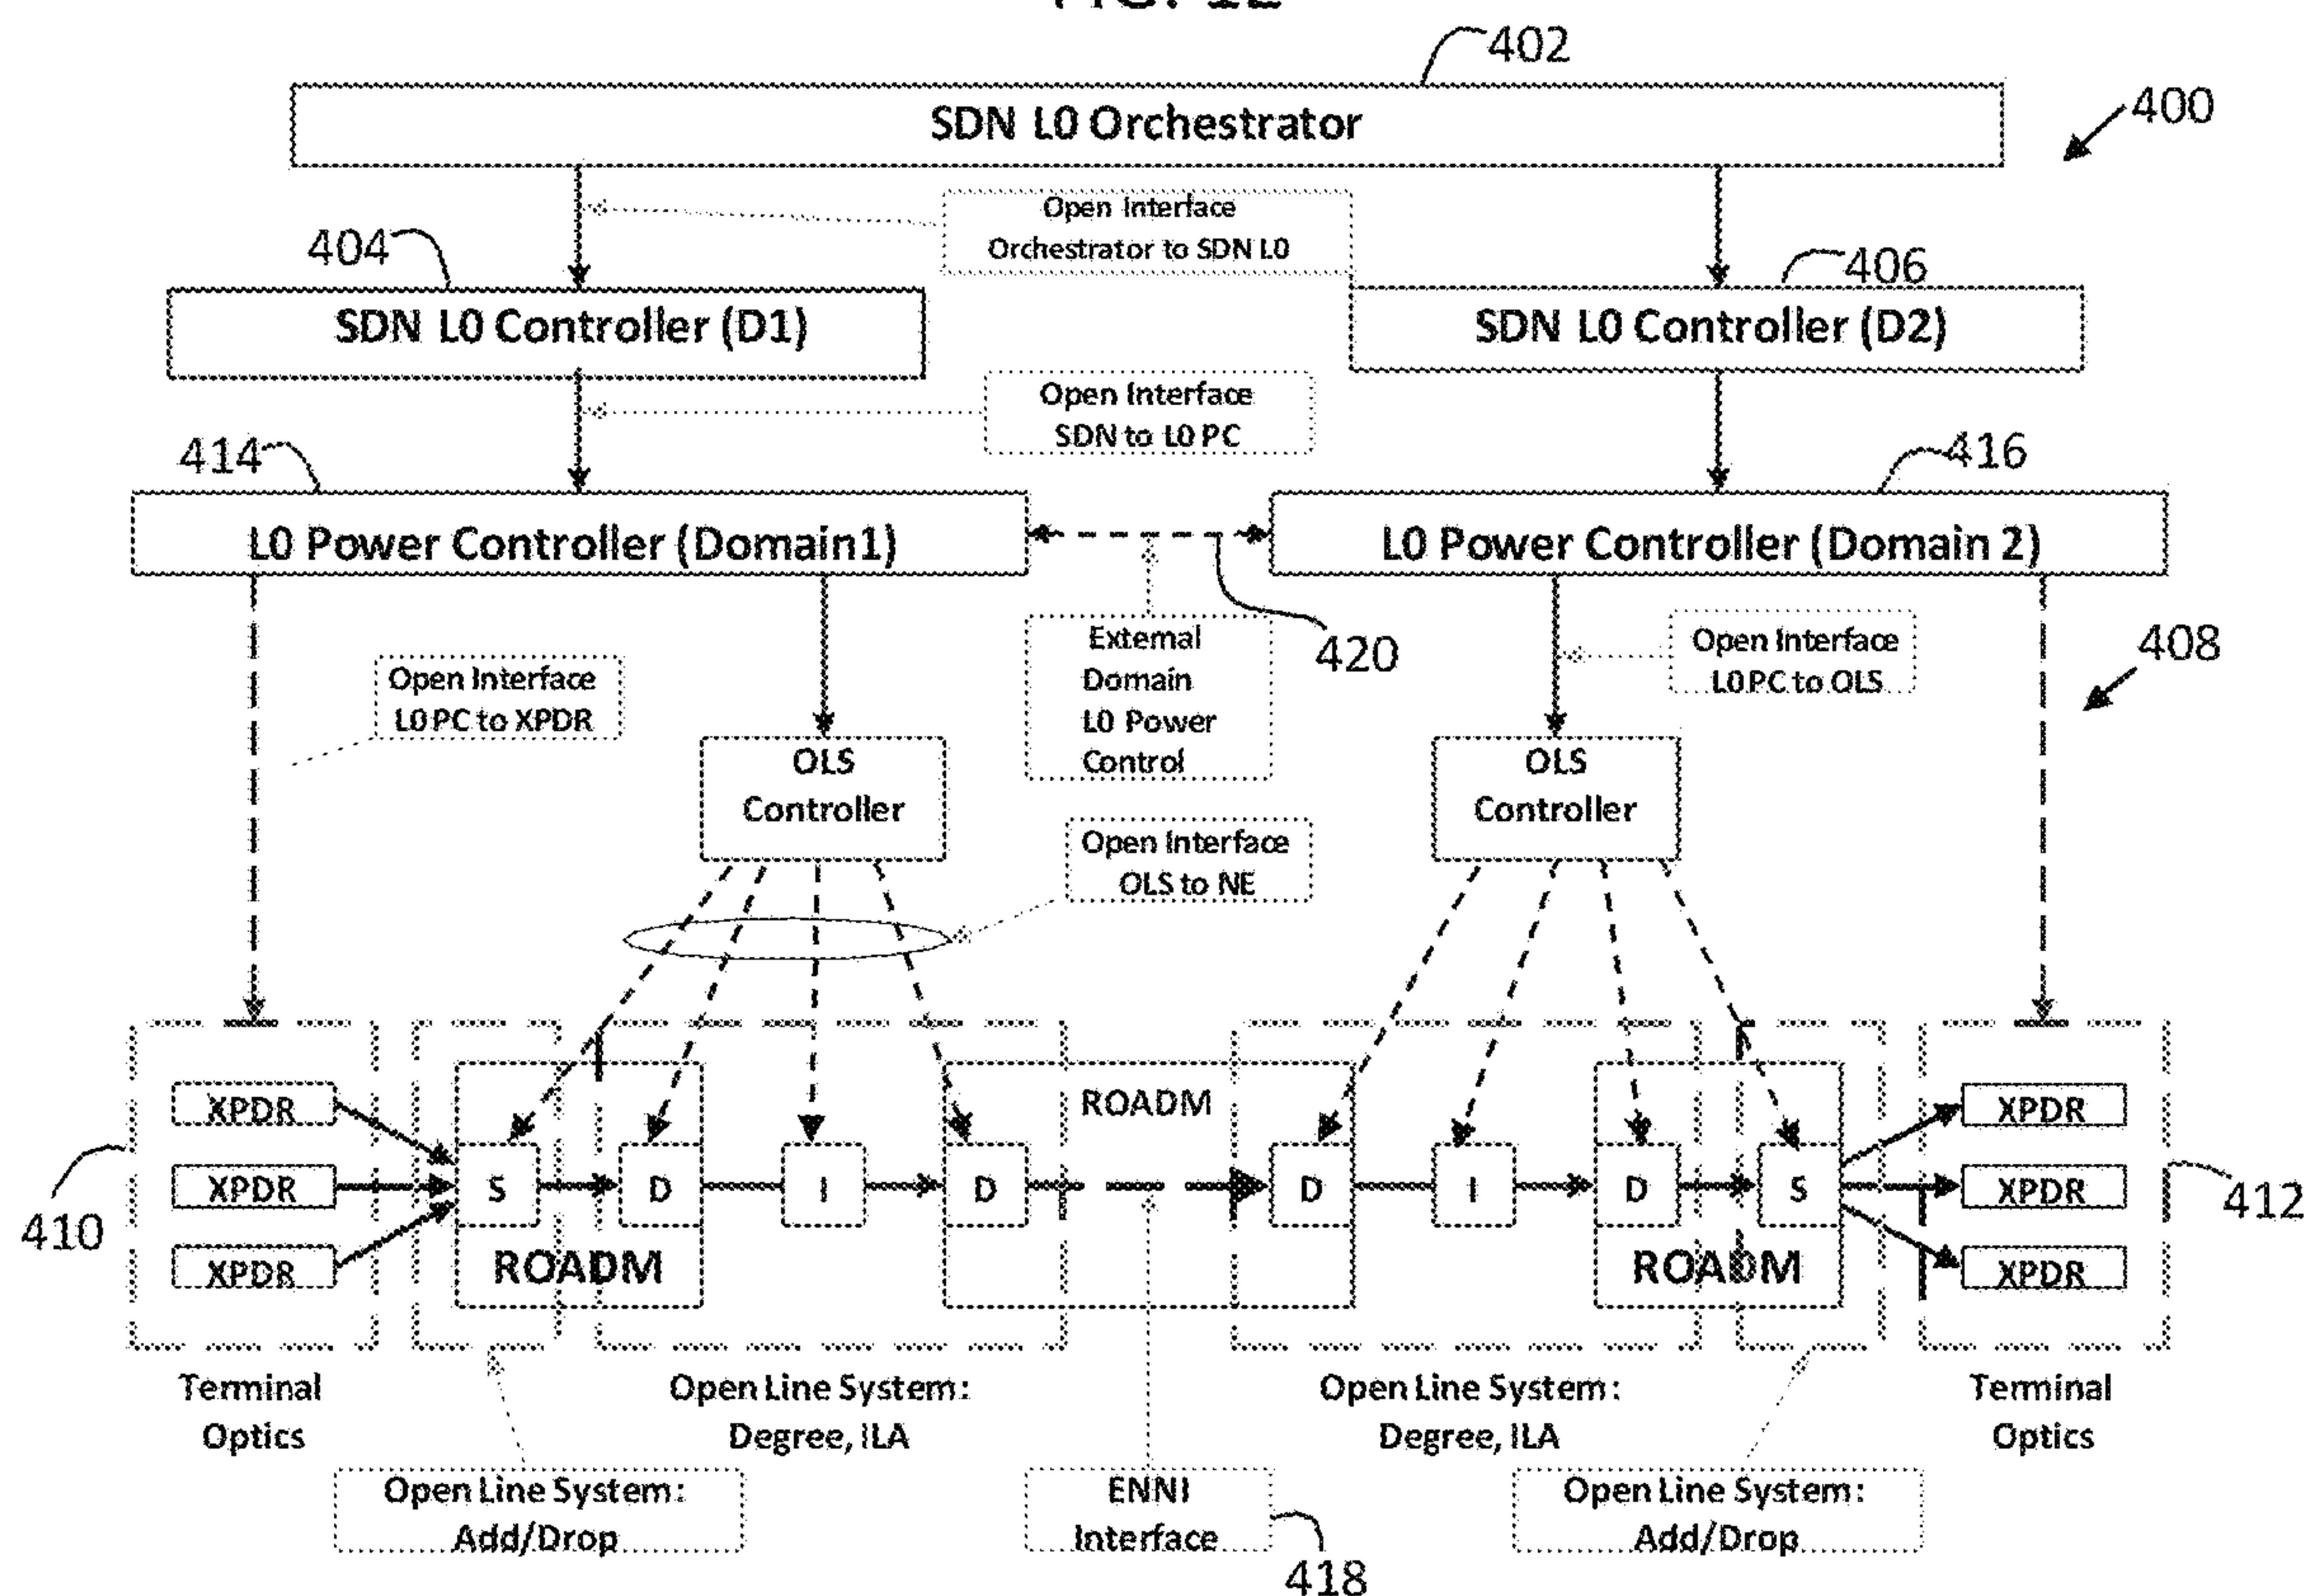 402
SDN L0 Orchestrator
400
Open Interface
Orchestrator to SDN L0
404
406
SDN L0 Controller (D1)
SDN L0 Controller (D2)
Open Interface
SDN to L0 PC
414
416
L0 Power Controller (Domain1)
L0 Power Controller (Domain 2)
420
External
Domain
L0 Power
Control
Open Interface
L0 PC to XPDR
Open Interface
L0 PC to OLS
408
OLS
Controller
OLS
Controller
Open Interface
OLS to NE
XPDR
XPDR
XPDR
410
S
D
I
D
ROADM
ROADM
D
I
D
S
ROADM
XPDR
XPDR
XPDR
412
Terminal
Optics
Open Line System:
Degree, ILA
Open Line System:
Degree, ILA
Terminal
Optics
Open Line System:
Add/Drop
ENNI
Interface
418
Open Line System:
Add/Drop